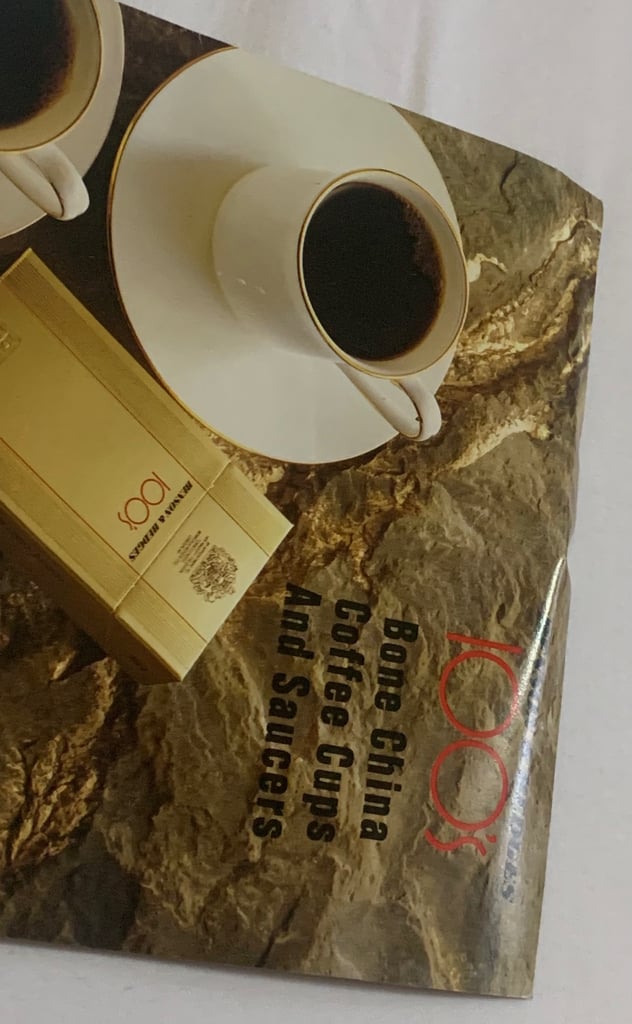 100's
Bone China
Coffee Cups
And Saucers
BENSON & HEDGES
100's